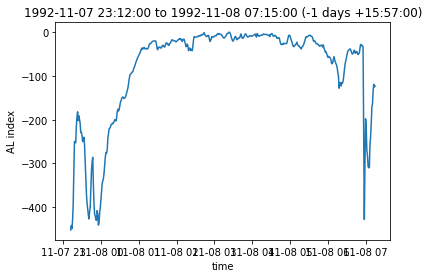 1992-11-07 23:12:00 to 1992-11-08 07:15:00 (-1 days +15:57:00)
0
−100
−200
−300
−400
AL index
11-07 23 11-08 00 11-08 01 11-08 02 11-08 03 11-08 04 11-08 05 11-08 06 11-08 07
time